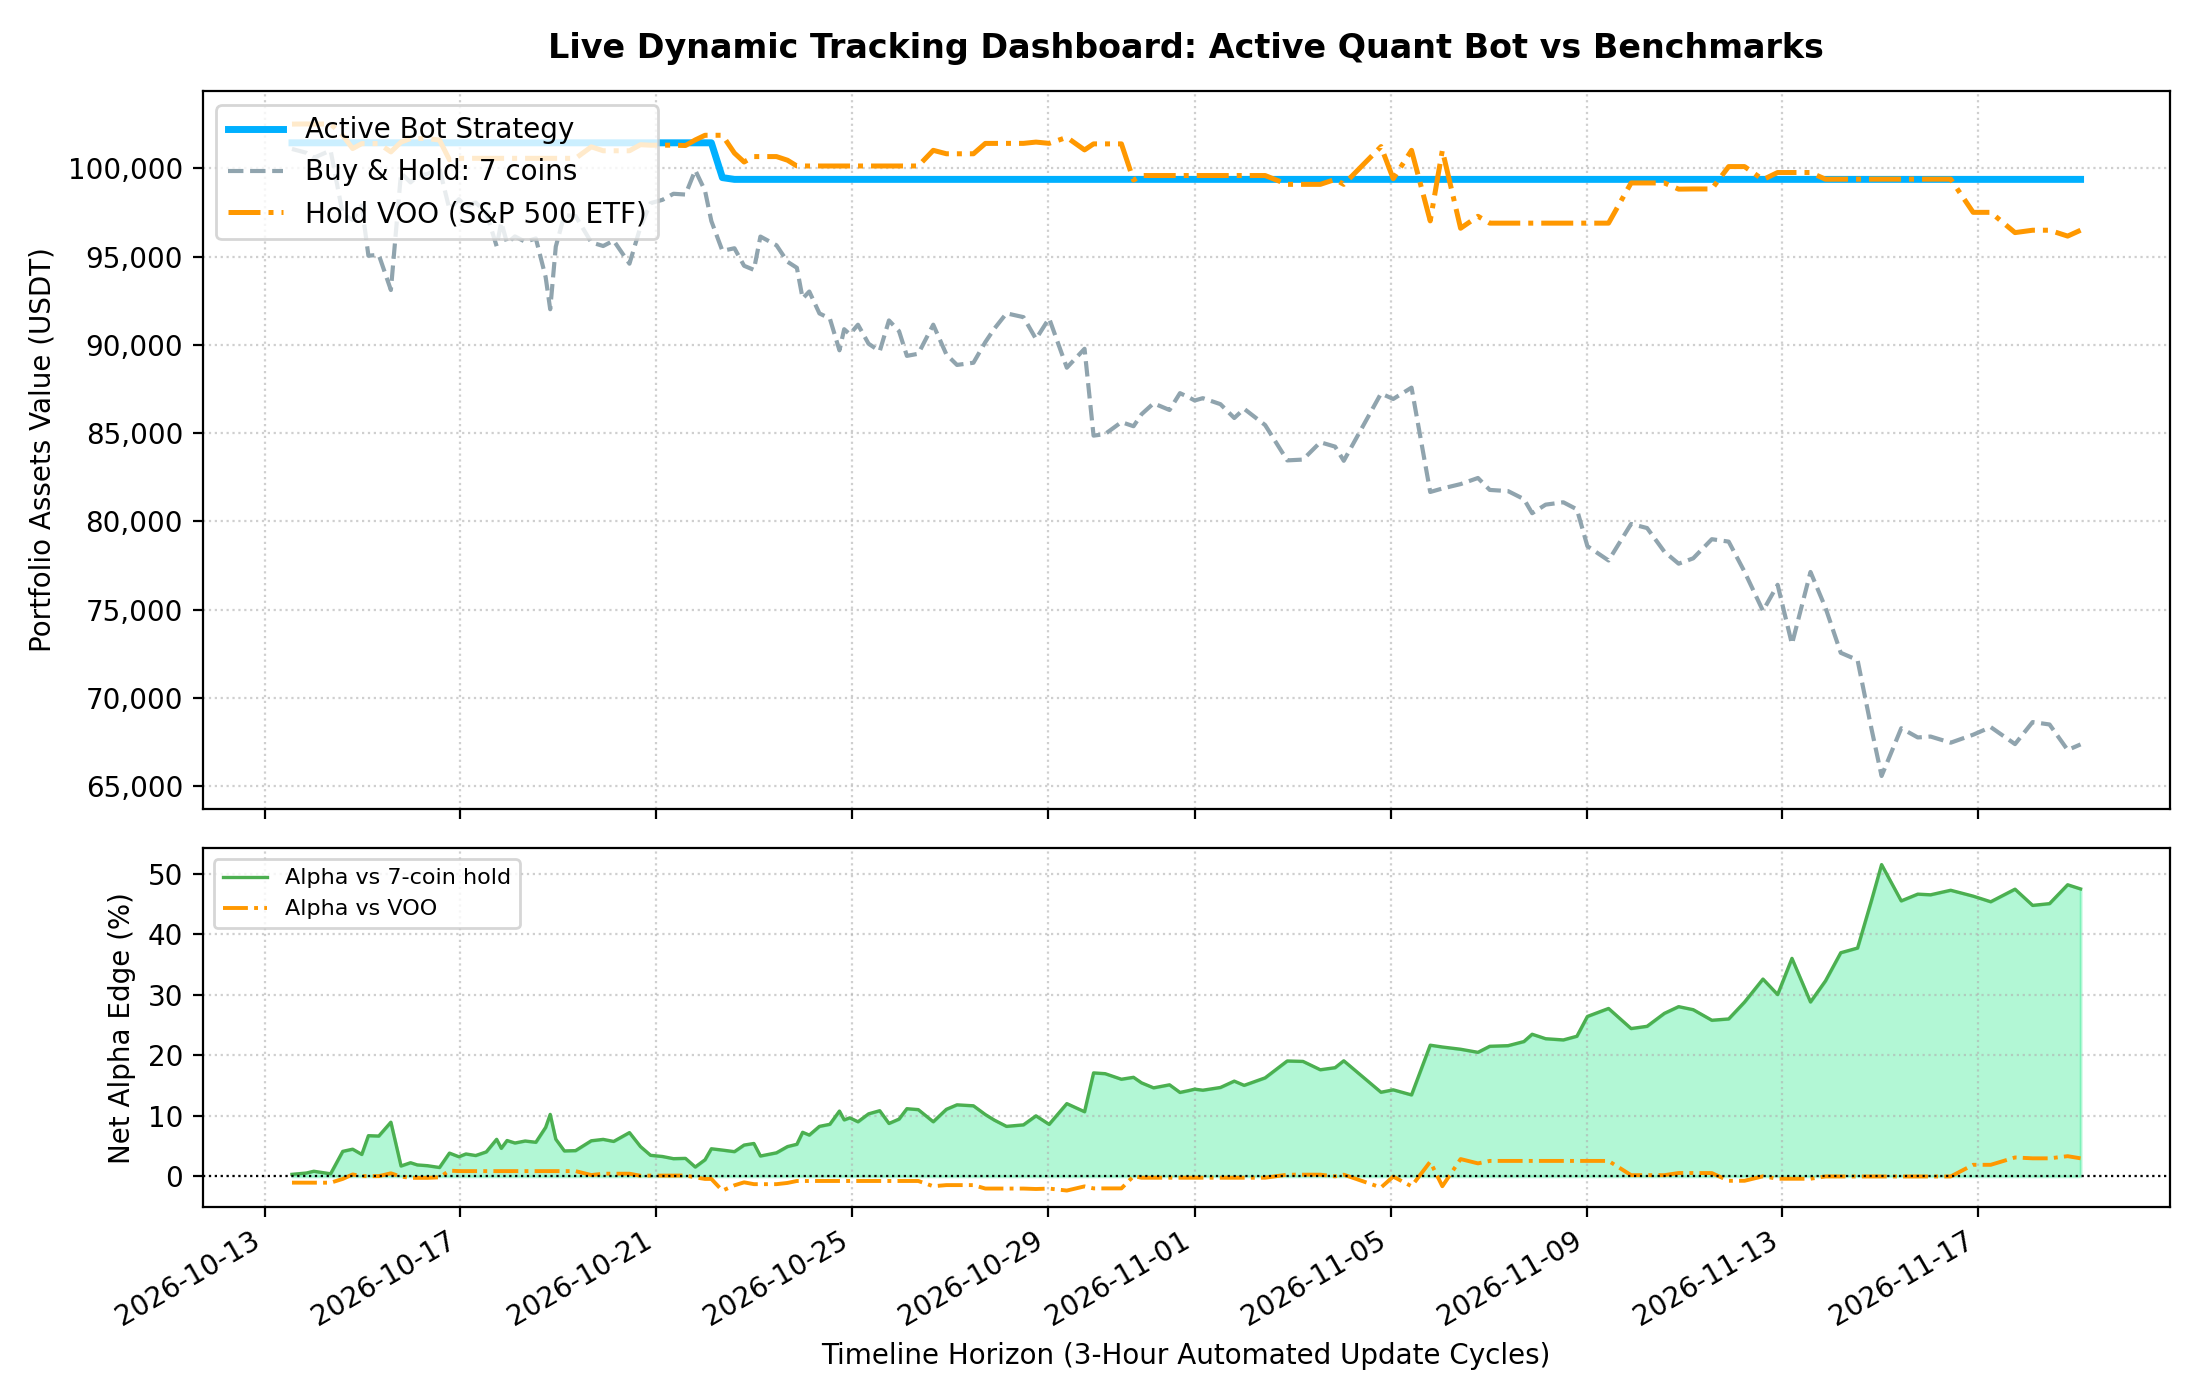 Live Dynamic Tracking Dashboard: Active Quant Bot vs Benchmarks
Active Bot Strategy
Buy & Hold: 7 coins
Hold VOO (S&P 500 ETF)
Portfolio Assets Value (USDT)
100,000
95,000
90,000
85,000
80,000
75,000
70,000
65,000
Alpha vs 7-coin hold
Alpha vs VOO
Net Alpha Edge (%)
50
40
30
20
10
0
2026-10-13
2026-10-17
2026-10-21
2026-10-25
2026-10-29
2026-11-01
2026-11-05
2026-11-09
2026-11-13
2026-11-17
Timeline Horizon (3-Hour Automated Update Cycles)